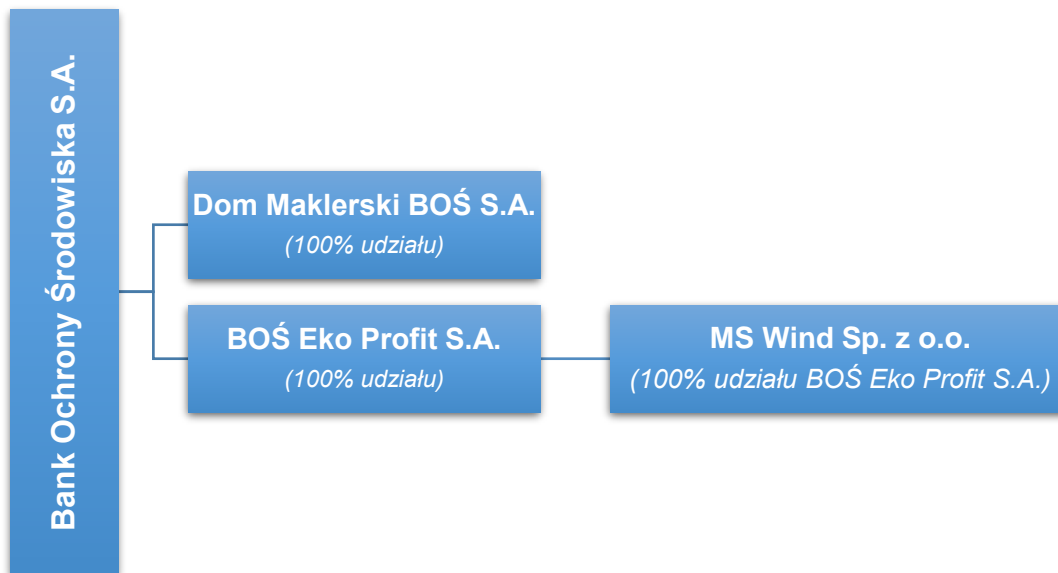 Bank Ochrony Środowiska S.A.
Dom Maklerski BOŚ S.A.
(100% udziału)
BOŚ Eko Profit S.A.
(100% udziału)
MS Wind Sp. z o.o.
(100% udziału BOŚ Eko Profit S.A.)